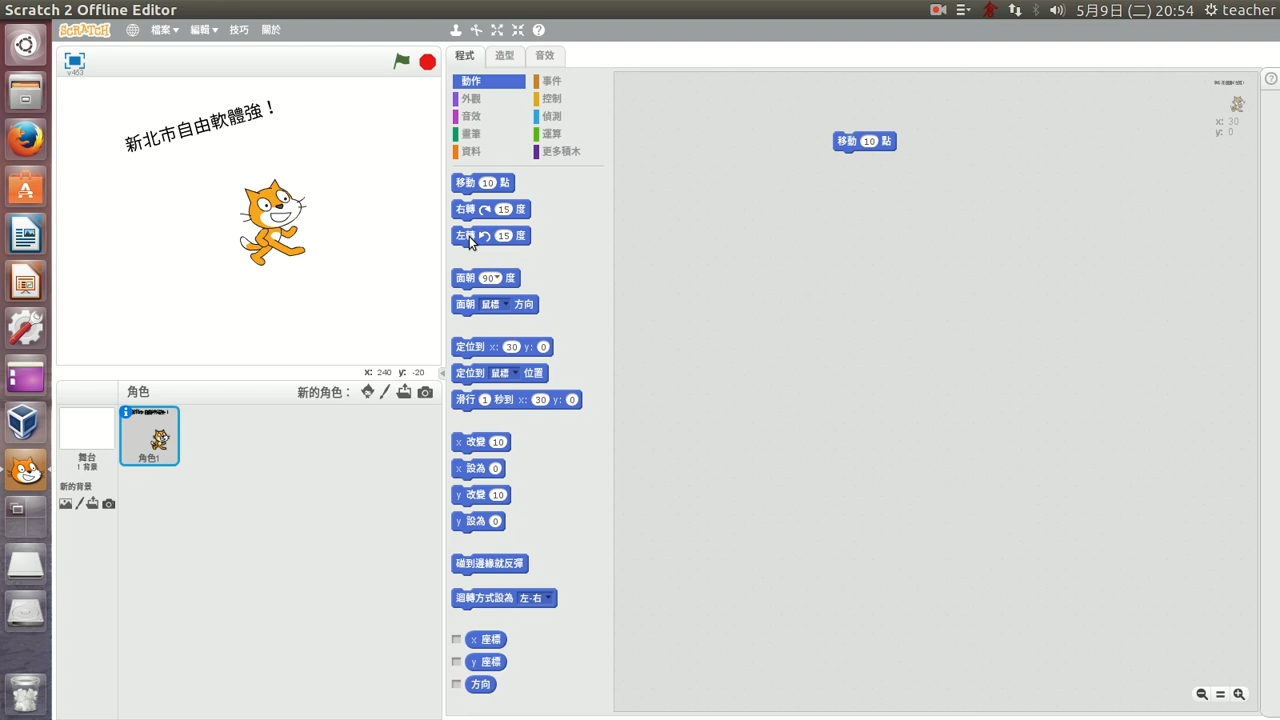 Scratch 2 Offline Editor
5月9日 (二) 20:54 teacher
SCRATCH 檔案 編輯 技巧 關於
v463
程式 造型 音效
新北市自由軟體強！
動作 事件
外觀 控制
音效 偵測
畫筆 運算
資料 更多積木
移動 10 點
右轉 15 度
左轉 15 度
面朝 90 度
面朝 鼠標 方向
定位到 x: 30 y: 0
定位到 鼠標 位置
滑行 1 秒到 x: 30 y: 0
x 改變 10
x 設為 0
y 改變 10
y 設為 0
碰到邊緣就反彈
迴轉方式設為 左-右
x 座標
y 座標
方向
移動 10 點
x: 30
y: 0
x: 240 y: -20
角色 新的角色：
角色1
舞台
1 背景
新的背景